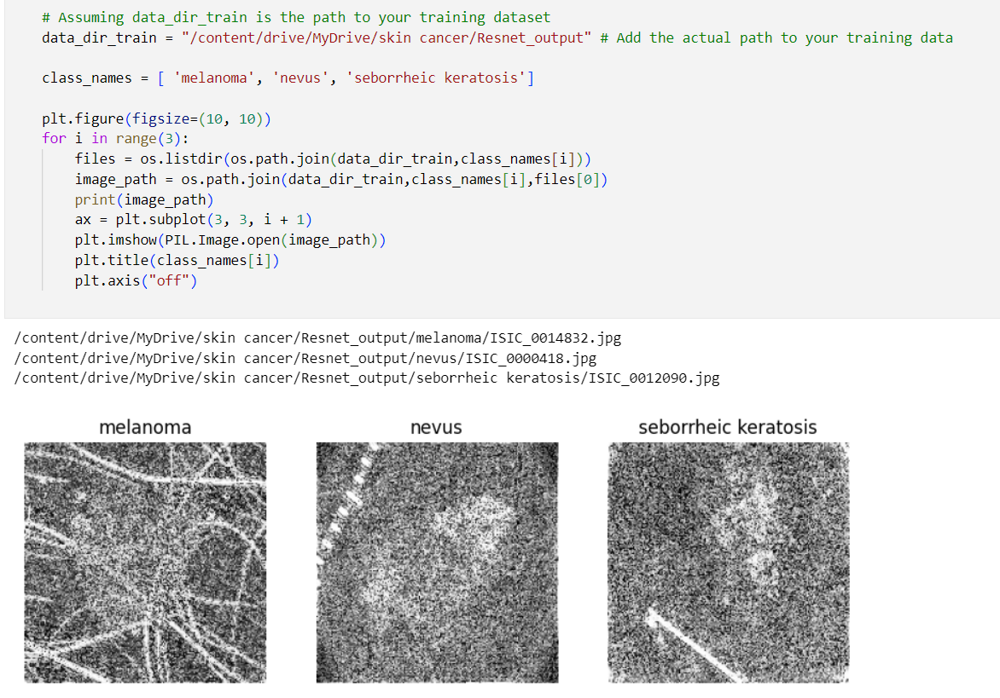 # Assuming data_dir_train is the path to your training dataset
data_dir_train = "/content/drive/MyDrive/skin cancer/Resnet_output" # Add the actual path to your training data
class_names = [ 'melanoma', 'nevus', 'seborrheic keratosis']
plt.figure(figsize=(10, 10))
for i in range(3):
    files = os.listdir(os.path.join(data_dir_train,class_names[i]))
    image_path = os.path.join(data_dir_train,class_names[i],files[0])
    print(image_path)
    ax = plt.subplot(3, 3, i + 1)
    plt.imshow(PIL.Image.open(image_path))
    plt.title(class_names[i])
    plt.axis("off")
/content/drive/MyDrive/skin cancer/Resnet_output/melanoma/ISIC_0014832.jpg
/content/drive/MyDrive/skin cancer/Resnet_output/nevus/ISIC_0000418.jpg
/content/drive/MyDrive/skin cancer/Resnet_output/seborrheic keratosis/ISIC_0012090.jpg
melanoma
nevus
seborrheic keratosis